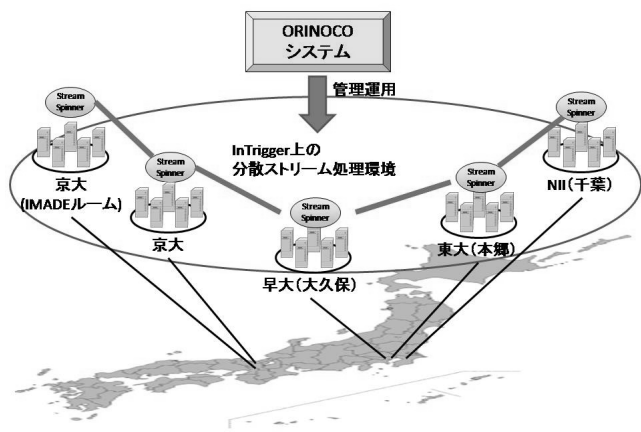 ORINOCO
システム
管理運用
Stream
Spinner
Stream
Spinner
InTrigger上の
分散ストリーム処理環境
Stream
Spinner
Stream
Spinner
Stream
Spinner
京大
(IMADEルーム)
京大
早大(大久保)
東大(本郷)
NII(千葉)